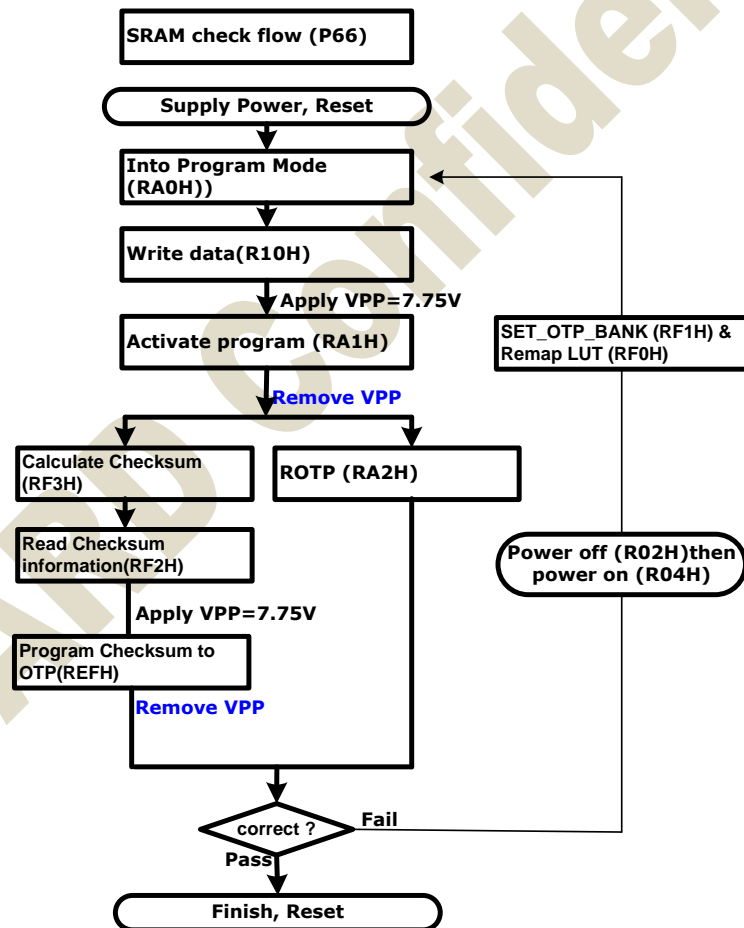 SRAM check flow (P66)
Supply Power, Reset
Into Program Mode
(RA0H))
Write data(R10H)
Apply VPP=7.75V
Activate program (RA1H)
SET_OTP_BANK (RF1H) &
Remap LUT (RF0H)
Remove VPP
Calculate Checksum
(RF3H)
ROTP (RA2H)
Read Checksum
information(RF2H)
Power off (R02H)then
power on (R04H)
Apply VPP=7.75V
Program Checksum to
OTP(REFH)
Remove VPP
correct ?
Fail
Pass
Finish, Reset